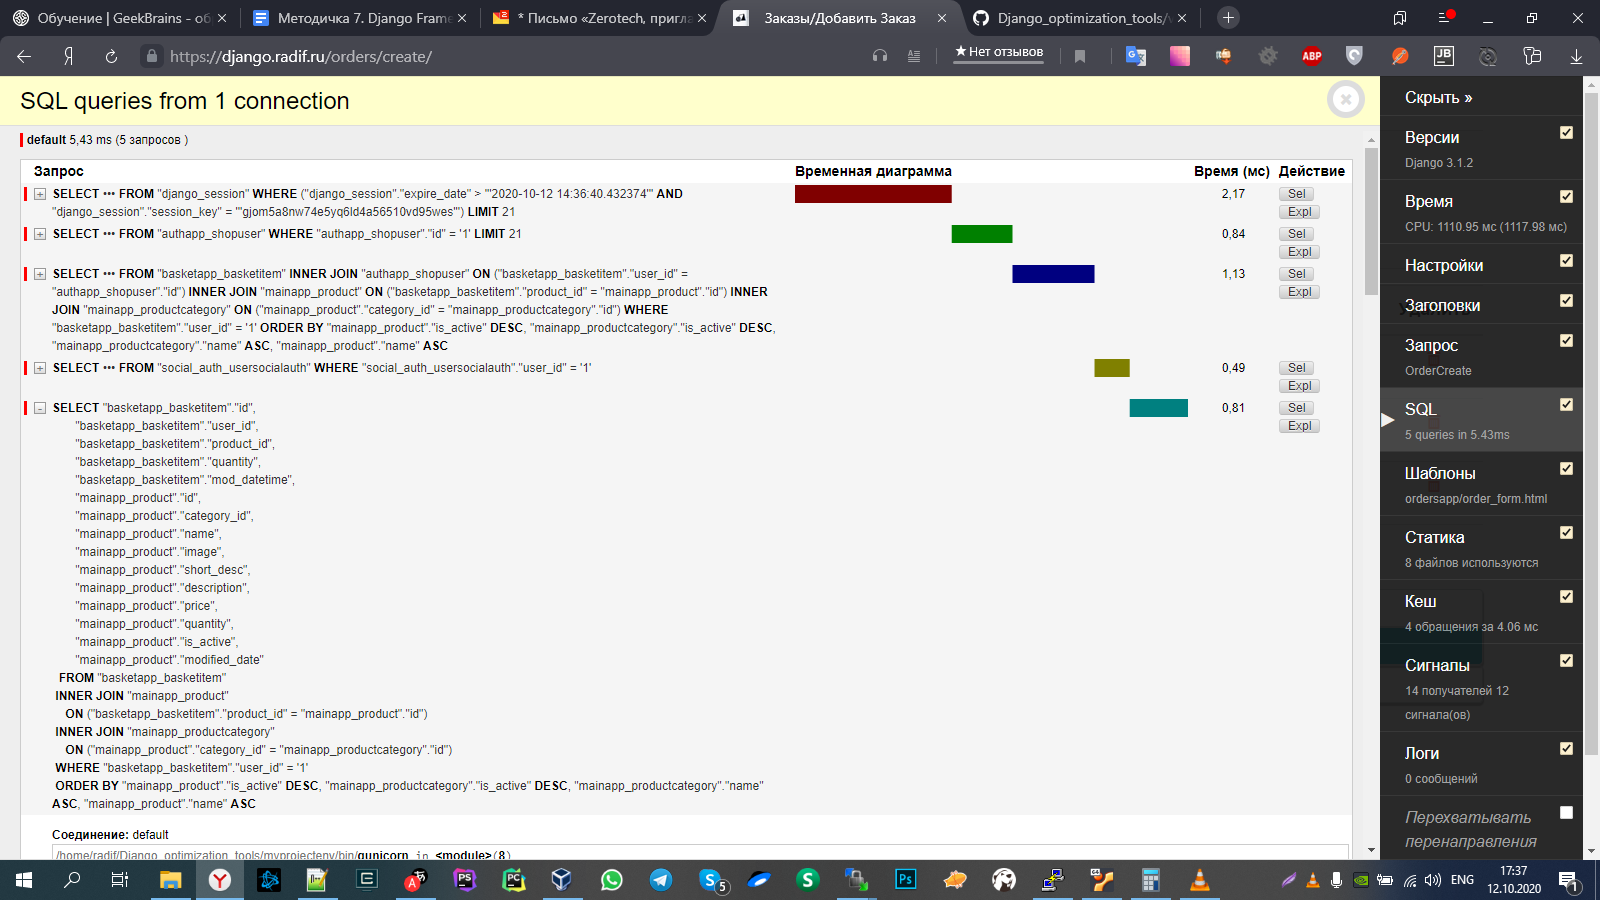 Обучение | GeekBrains - об
Методичка 7. Django Frame
* Письмо «Zerotech, пригла
Заказы/Добавить Заказ
Django_optimization_tools/
https://django.radif.ru/orders/create/
★ Нет отзывов
ABP
JB
SQL queries from 1 connection
default 5,43 ms (5 запросов )
Запрос
Временная диаграмма
Время (мс)
Действие
SELECT ••• FROM "django_session" WHERE ("django_session"."expire_date" > '"2020-10-12 14:36:40.432374"' AND
"django_session"."session_key" = '"gjom5a8nw74e5yq6ld4a56510vd95wes"') LIMIT 21
2,17
Sel
Expl
SELECT ••• FROM "authapp_shopuser" WHERE "authapp_shopuser"."id" = '1' LIMIT 21
0,84
Sel
Expl
SELECT ••• FROM "basketapp_basketitem" INNER JOIN "authapp_shopuser" ON ("basketapp_basketitem"."user_id" =
"authapp_shopuser"."id") INNER JOIN "mainapp_product" ON ("basketapp_basketitem"."product_id" = "mainapp_product"."id") INNER
JOIN "mainapp_productcategory" ON ("mainapp_product"."category_id" = "mainapp_productcategory"."id") WHERE
"basketapp_basketitem"."user_id" = '1' ORDER BY "mainapp_product"."is_active" DESC, "mainapp_productcategory"."is_active" DESC,
"mainapp_productcategory"."name" ASC, "mainapp_product"."name" ASC
1,13
Sel
Expl
SELECT ••• FROM "social_auth_usersocialauth" WHERE "social_auth_usersocialauth"."user_id" = '1'
0,49
Sel
Expl
SELECT "basketapp_basketitem"."id",
"basketapp_basketitem"."user_id",
"basketapp_basketitem"."product_id",
"basketapp_basketitem"."quantity",
"basketapp_basketitem"."mod_datetime",
"mainapp_product"."id",
"mainapp_product"."category_id",
"mainapp_product"."name",
"mainapp_product"."image",
"mainapp_product"."short_desc",
"mainapp_product"."description",
"mainapp_product"."price",
"mainapp_product"."quantity",
"mainapp_product"."is_active",
"mainapp_product"."modified_date"
FROM "basketapp_basketitem"
INNER JOIN "mainapp_product"
ON ("basketapp_basketitem"."product_id" = "mainapp_product"."id")
INNER JOIN "mainapp_productcategory"
ON ("mainapp_product"."category_id" = "mainapp_productcategory"."id")
WHERE "basketapp_basketitem"."user_id" = '1'
ORDER BY "mainapp_product"."is_active" DESC, "mainapp_productcategory"."is_active" DESC, "mainapp_productcategory"."name"
ASC, "mainapp_product"."name" ASC
0,81
Sel
Expl
Соединение: default
/home/radif/Django_optimization_tools/myprojectenv/bin/gunicorn in <module>(8)
Скрыть »
Версии
Django 3.1.2
Время
CPU: 1110.95 мс (1117.98 мс)
Настройки
Заголовки
Запрос
OrderCreate
SQL
5 queries in 5.43ms
Шаблоны
ordersapp/order_form.html
Статика
8 файлов используются
Кеш
4 обращения за 4.06 мс
Сигналы
14 получателей 12
сигнала(ов)
Логи
0 сообщений
Перехватывать
перенаправления
ENG
17:37
12.10.2020